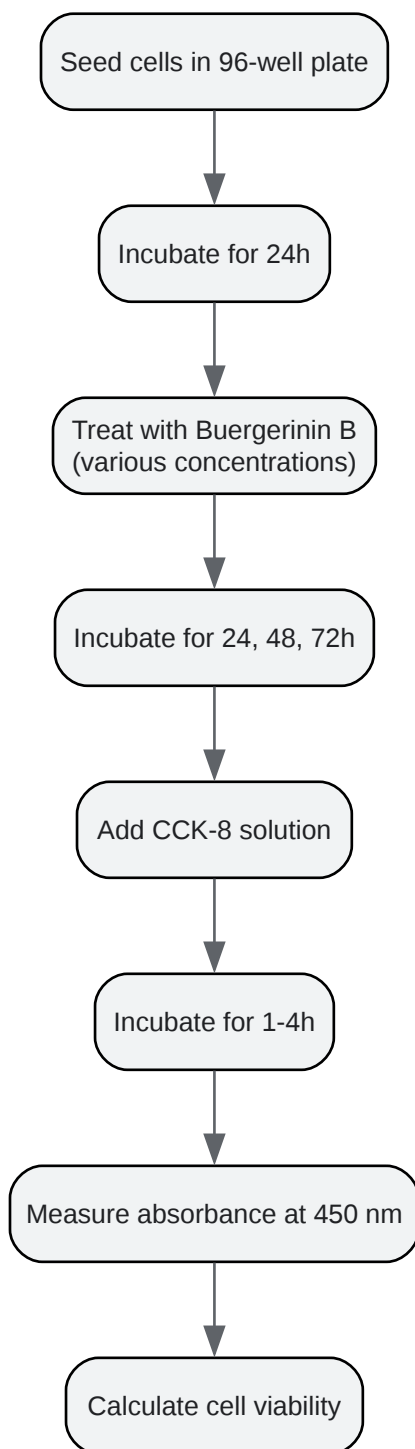 Seed cells in 96-well plate
Incubate for 24h
Treat with Buergerinin B
(various concentrations)
Incubate for 24, 48, 72h
Add CCK-8 solution
Incubate for 1-4h
Measure absorbance at 450 nm
Calculate cell viability